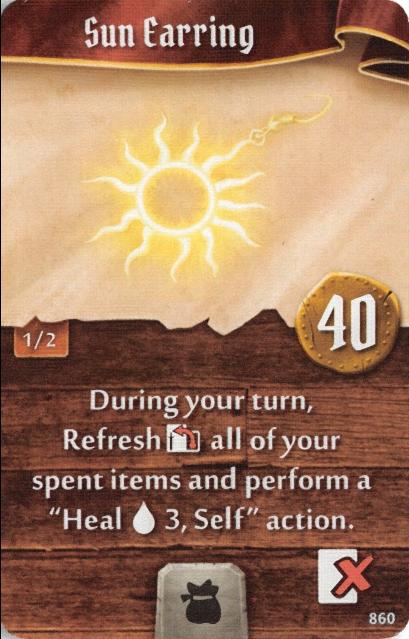 Sun Earring
1/2
40
During your turn,
Refresh all of your
spent items and perform a
“Heal 3, Self” action.
860